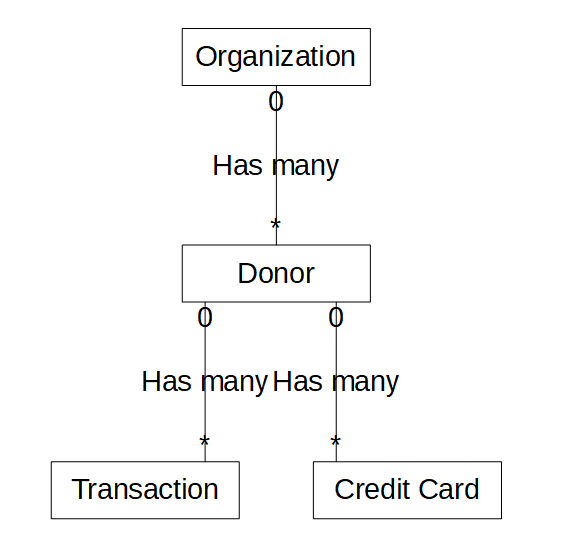 Organization
0
Has many
*
Donor
0 0
Has many Has many
* *
Transaction Credit Card